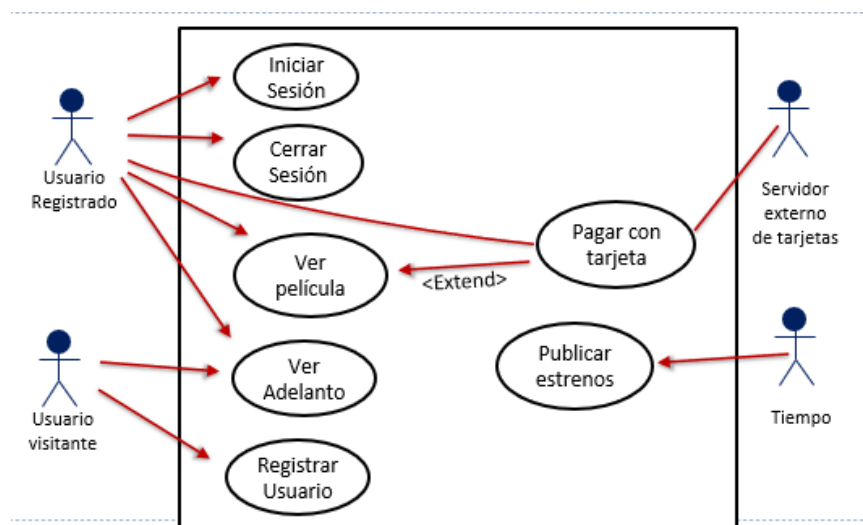 Iniciar
Sesión
Usuario
Registrado
Cerrar
Sesión
Ver
película
<Extend>
Pagar con
tarjeta
Servidor
externo
de tarjetas
Usuario
visitante
Ver
Adelanto
Publicar
estrenos
Tiempo
Registrar
Usuario